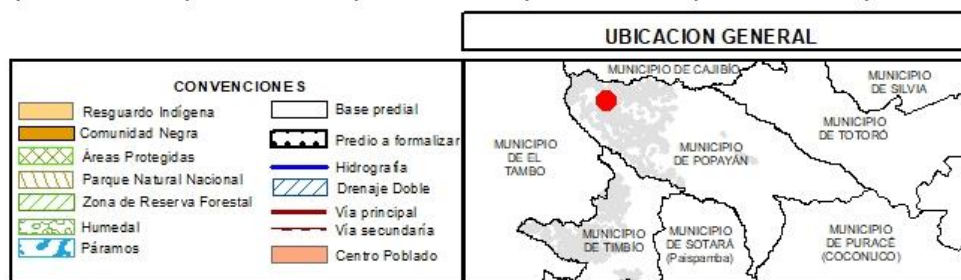 UBICACION GENERAL
CONVENCIONES
Resguardo Indígena
Comunidad Negra
Áreas Protegidas
Parque Natural Nacional
Zona de Reserva Forestal
Humedal
Páramos
Base predial
Predio a formalizar
Hidrografía
Drenaje Doble
Vía principal
Vía secundaría
Centro Poblado
MUNICIPIO DE CAJIBÍO
MUNICIPIO
DE SILVIA
MUNICIPIO
DE TOTORÓ
MUNICIPIO
DE EL
TAMBO
MUNICIPIO
DE POPAYÁN
MUNICIPIO
DE TIMBÍO
MUNICIPIO
DE SOTARÁ
(Paispamba)
MUNICIPIO
DE PURACÉ
(COCONUCO)